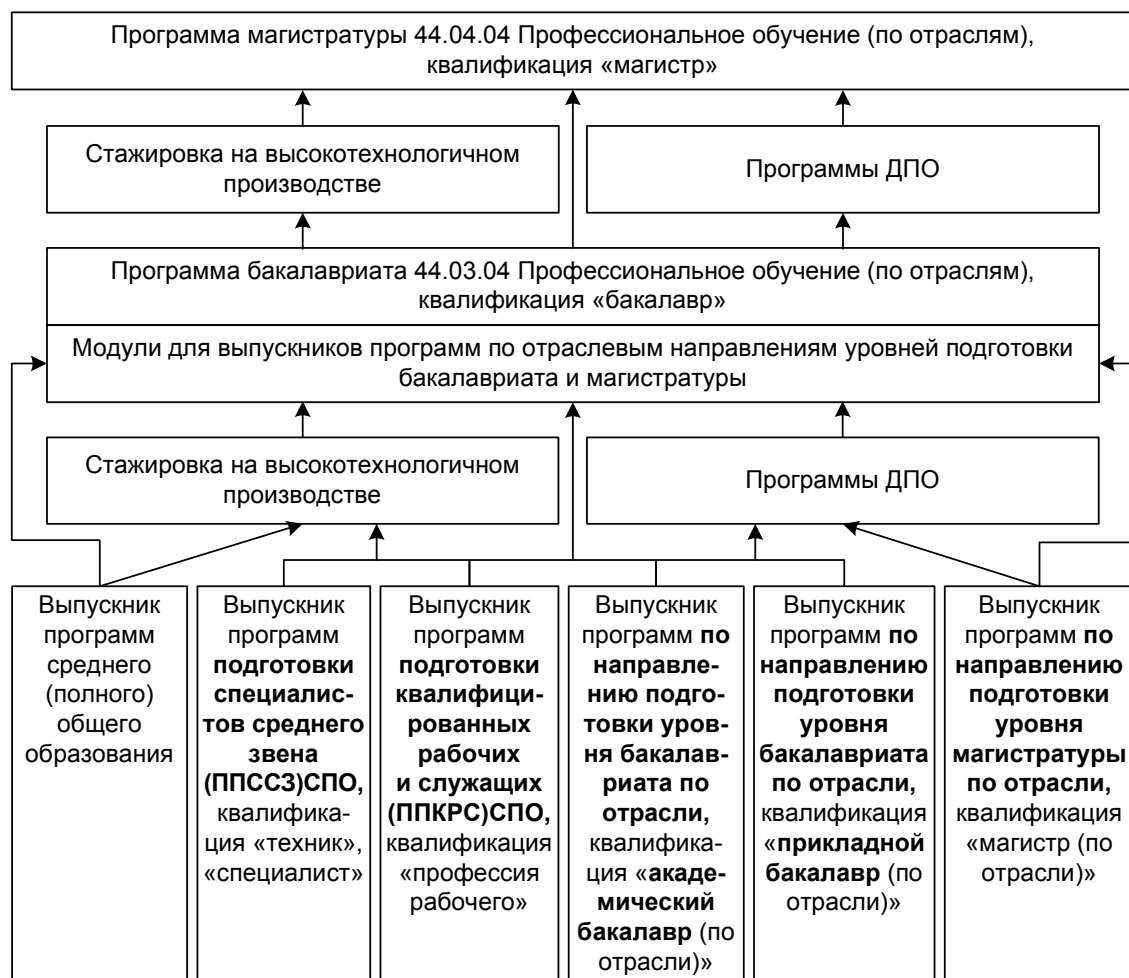 Программа магистратуры 44.04.04 Профессиональное обучение (по отраслям),
квалификация «магистр»
Стажировка на высокотехнологичном
производстве
Программы ДПО
Программа бакалавриата 44.03.04 Профессиональное обучение (по отраслям),
квалификация «бакалавр»
Модули для выпускников программ по отраслевым направлениям уровней подготовки
бакалавриата и магистратуры
Стажировка на высокотехнологичном
производстве
Программы ДПО
Выпускник
программ
среднего
(полного)
общего
образования
Выпускник
программ
подготовки
специалис-
тов среднего
звена
(ППССЗ)СПО,
квалифика-
ция «техник»,
«специалист»
Выпускник
программ
подготовки
квалифици-
рованных
рабочих
и служащих
(ППКРС)СПО,
квалификация
«профессия
рабочего»
Выпускник
программ по
направле-
нию подго-
товки уров-
ня бакалав-
риата по
отрасли,
квалифика-
ция «акаде-
мический
бакалавр (по
отрасли)»
Выпускник
программ по
направлению
подготовки
уровня
бакалавриата
по отрасли,
квалификация
«прикладной
бакалавр (по
отрасли)»
Выпускник
программ по
направлению
подготовки
уровня
магистратуры
по отрасли,
квалификация
«магистр (по
отрасли)»